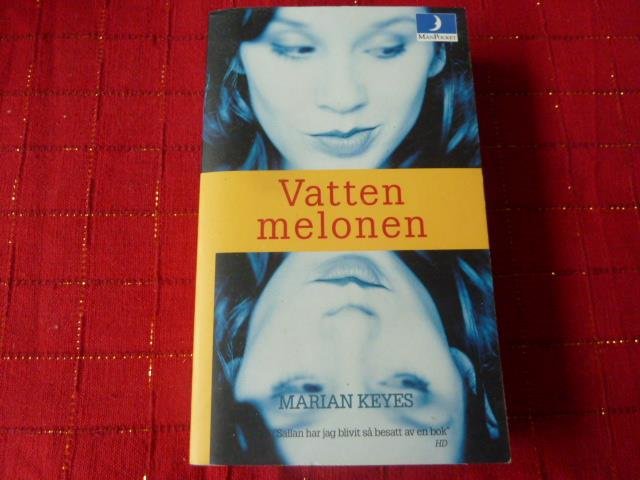 MånPocket
Vatten
melonen
MARIAN KEYES
"Sällan har jag blivit så besatt av en bok"
HD